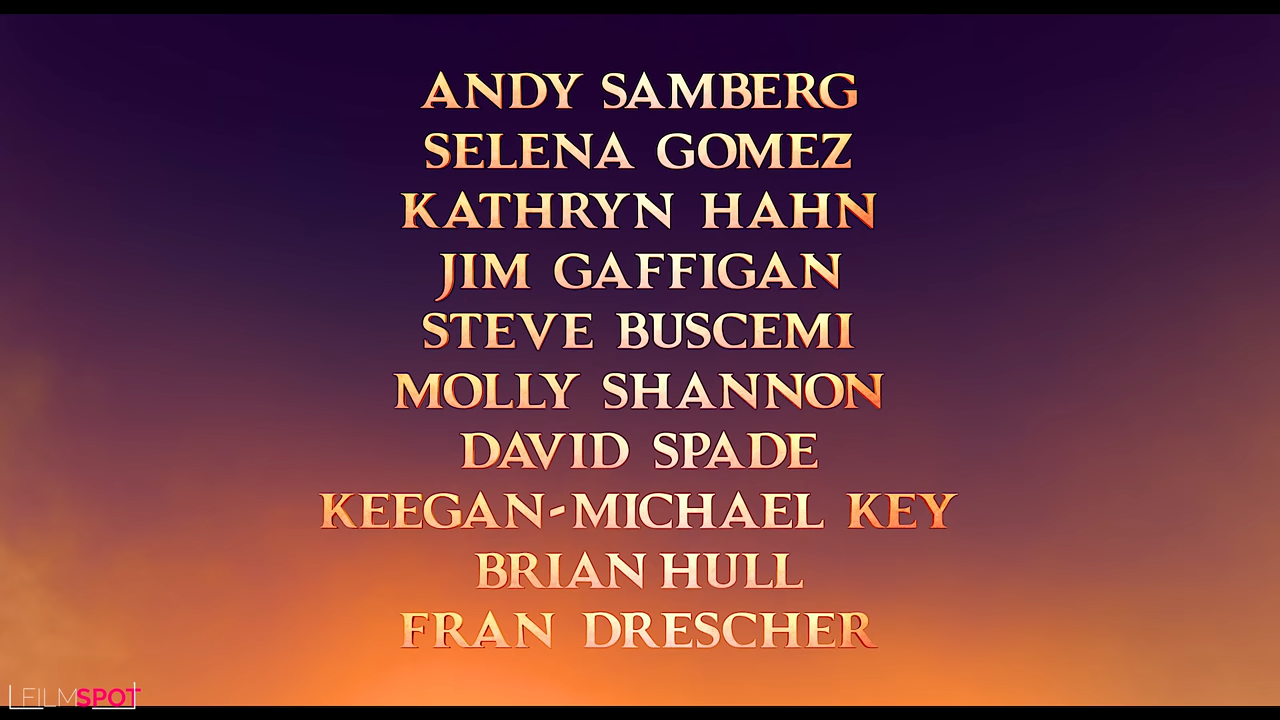 ANDY SAMBERG
SELENA GOMEZ
KATHRYN HAHN
JIM GAFFIGAN
STEVE BUSCEMI
MOLLY SHANNON
DAVID SPADE
KEEGAN-MICHAEL KEY
BRIAN HULL
FRAN DRESCHER
FILMSPOT